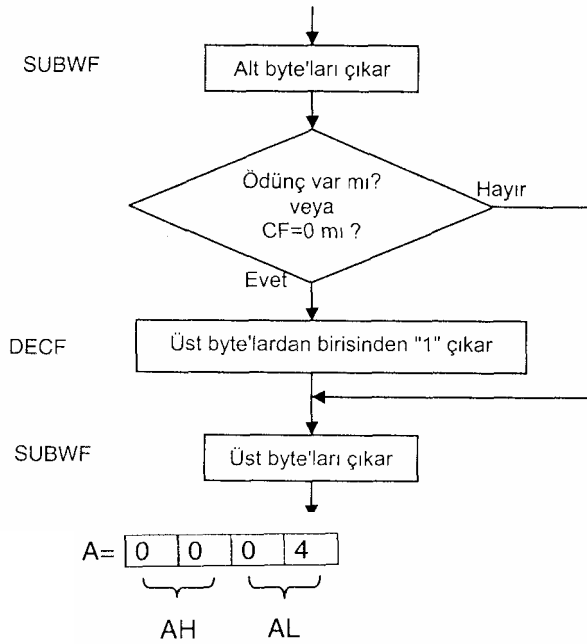 SUBWF
Alt byte'ları çıkar
Ödünç var mı?
veya
CF=0 mı ?
Hayır
Evet
DECF
Üst byte'lardan birisinden "1" çıkar
SUBWF
Üst byte'ları çıkar
A= 0 0 0 4
AH AL